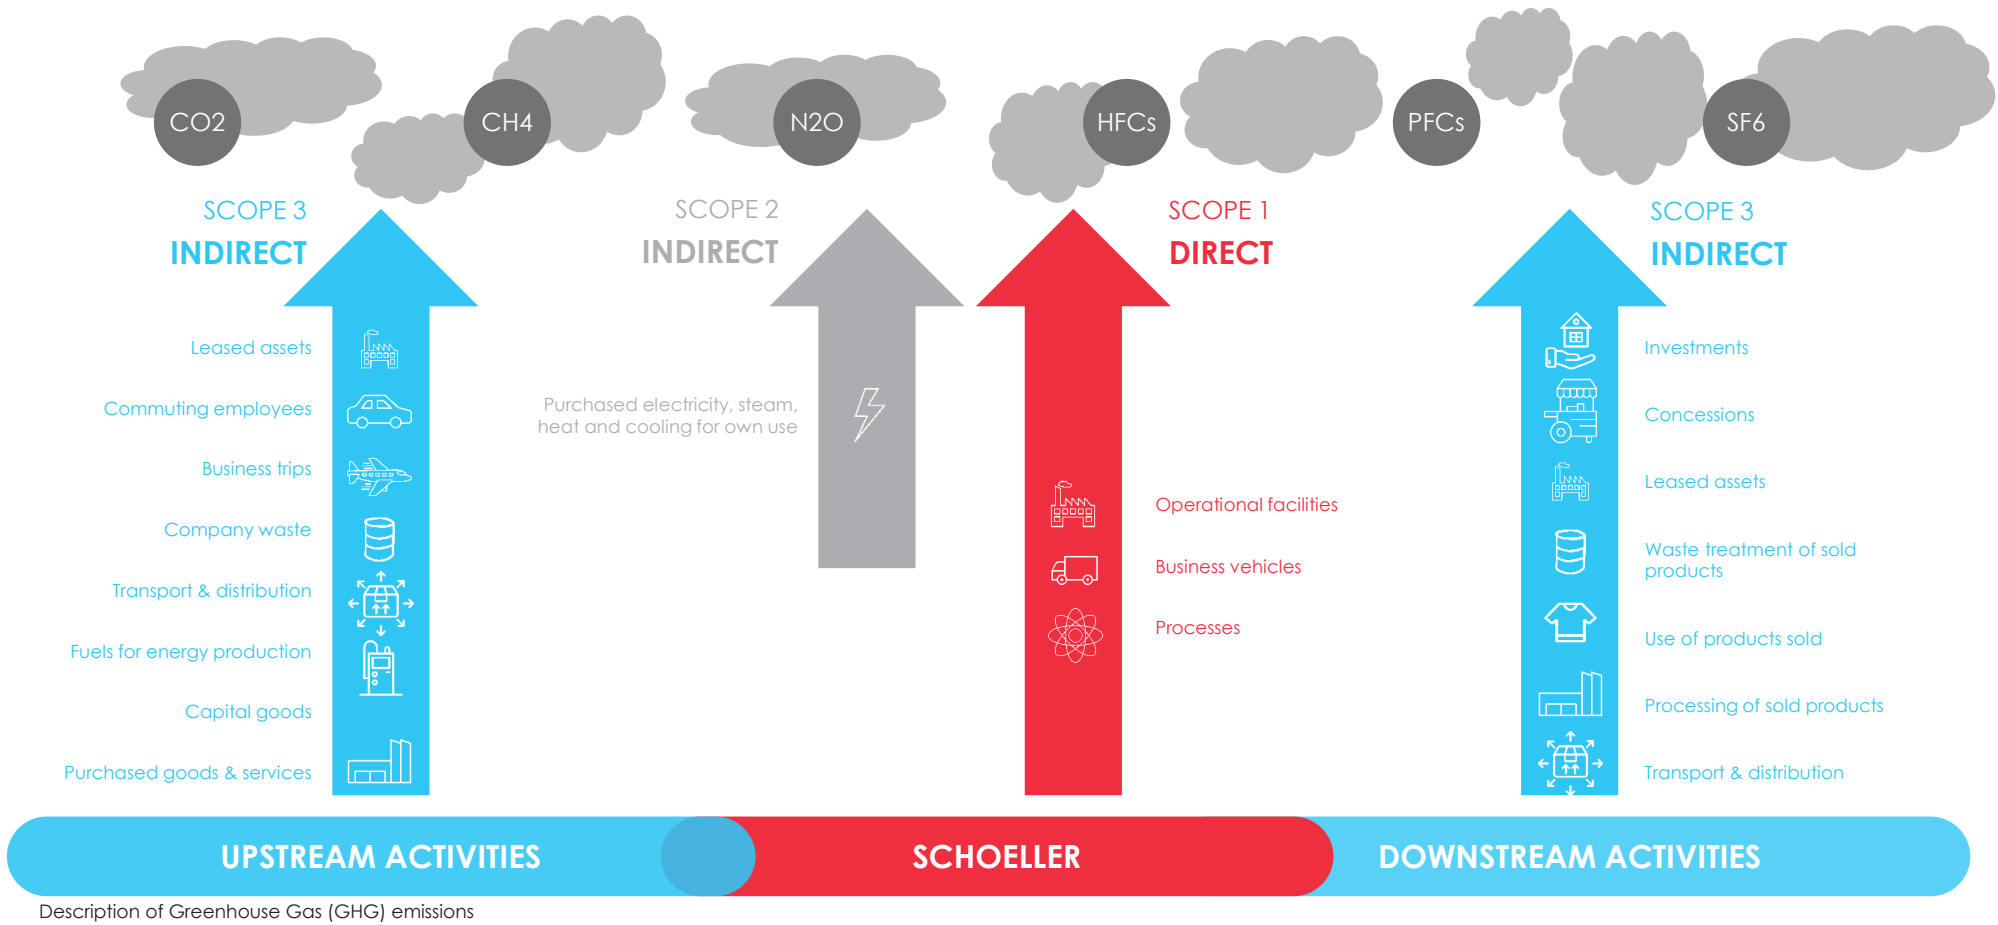 CO2
CH4
N2O
HFCs
PFCs
SF6
SCOPE 3
INDIRECT
Leased assets
Commuting employees
Business trips
Company waste
Transport & distribution
Fuels for energy production
Capital goods
Purchased goods & services
SCOPE 2
INDIRECT
Purchased electricity, steam,
heat and cooling for own use
SCOPE 1
DIRECT
Operational facilities
Business vehicles
Processes
SCOPE 3
INDIRECT
Investments
Concessions
Leased assets
Waste treatment of sold
products
Use of products sold
Processing of sold products
Transport & distribution
UPSTREAM ACTIVITIES
SCHOELLER
DOWNSTREAM ACTIVITIES
Description of Greenhouse Gas (GHG) emissions